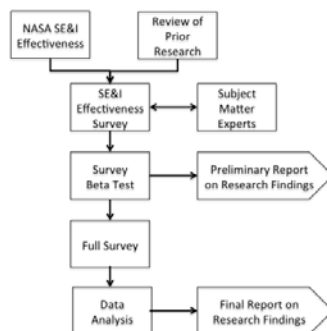 NASA SE&I
Effectiveness
Review of
Prior
Research
SE&I
Effectiveness
Survey
Subject
Matter
Experts
Survey
Beta Test
Preliminary Report
on Research Findings
Full Survey
Data
Analysis
Final Report on
Research Findings